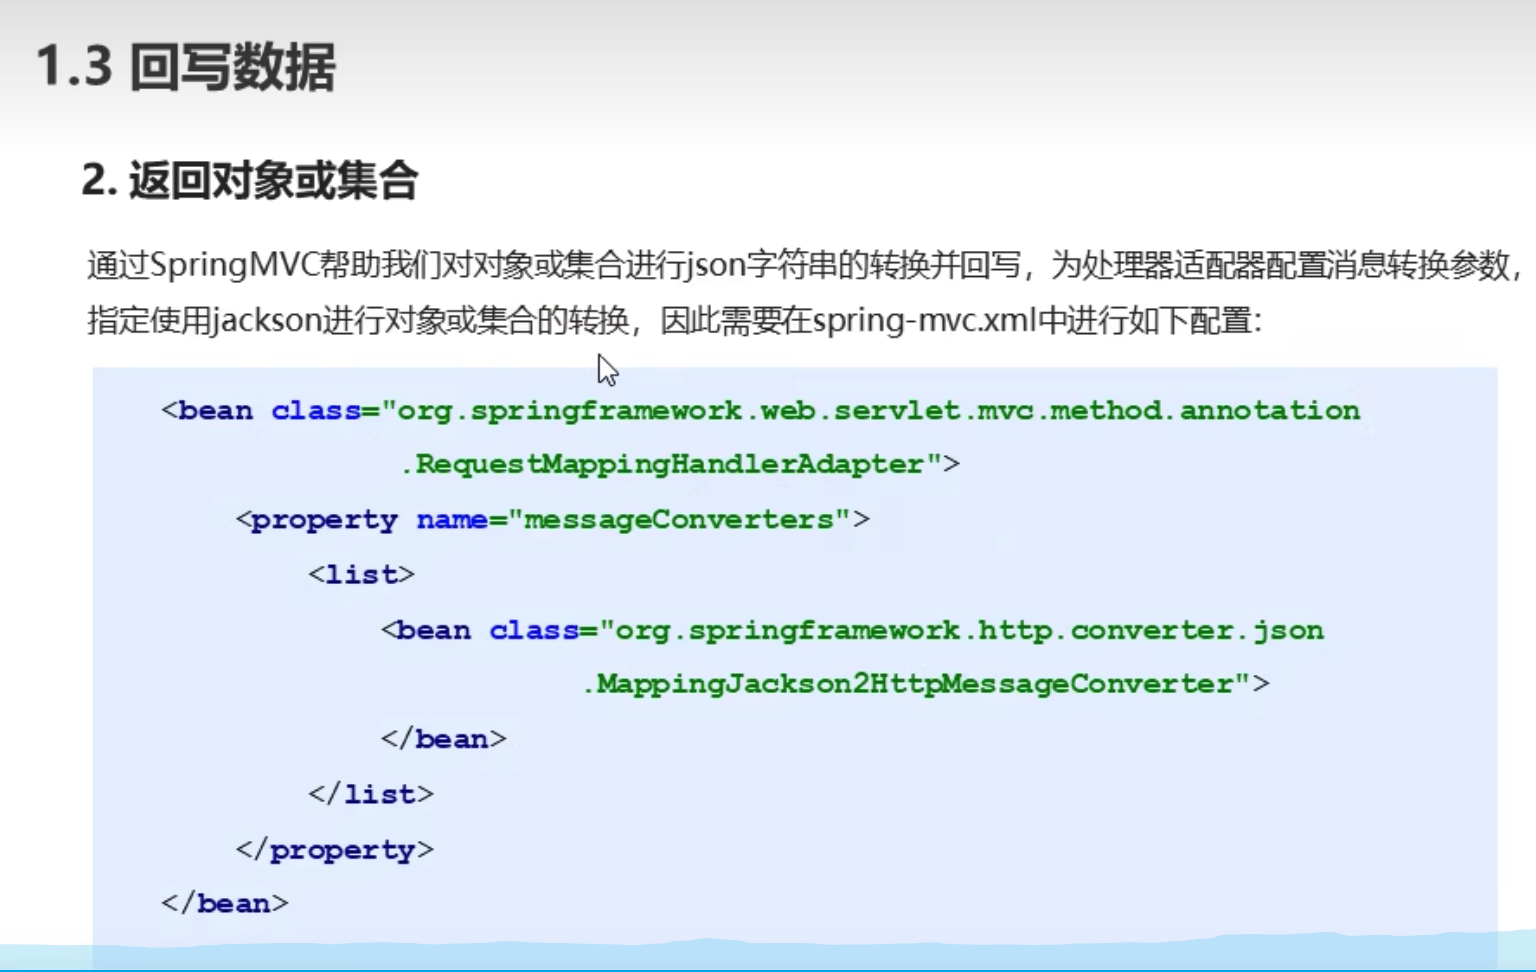 1.3 回写数据
2. 返回对象或集合
通过SpringMVC帮助我们对对象或集合进行json字符串的转换并回写，为处理器适配器配置消息转换参数，
指定使用jackson进行对象或集合的转换，因此需要在spring-mvc.xml中进行如下配置：
<bean class="org.springframework.web.servlet.mvc.method.annotation
.RequestMappingHandlerAdapter">
<property name="messageConverters">
<list>
<bean class="org.springframework.http.converter.json
.MappingJackson2HttpMessageConverter">
</bean>
</list>
</property>
</bean>